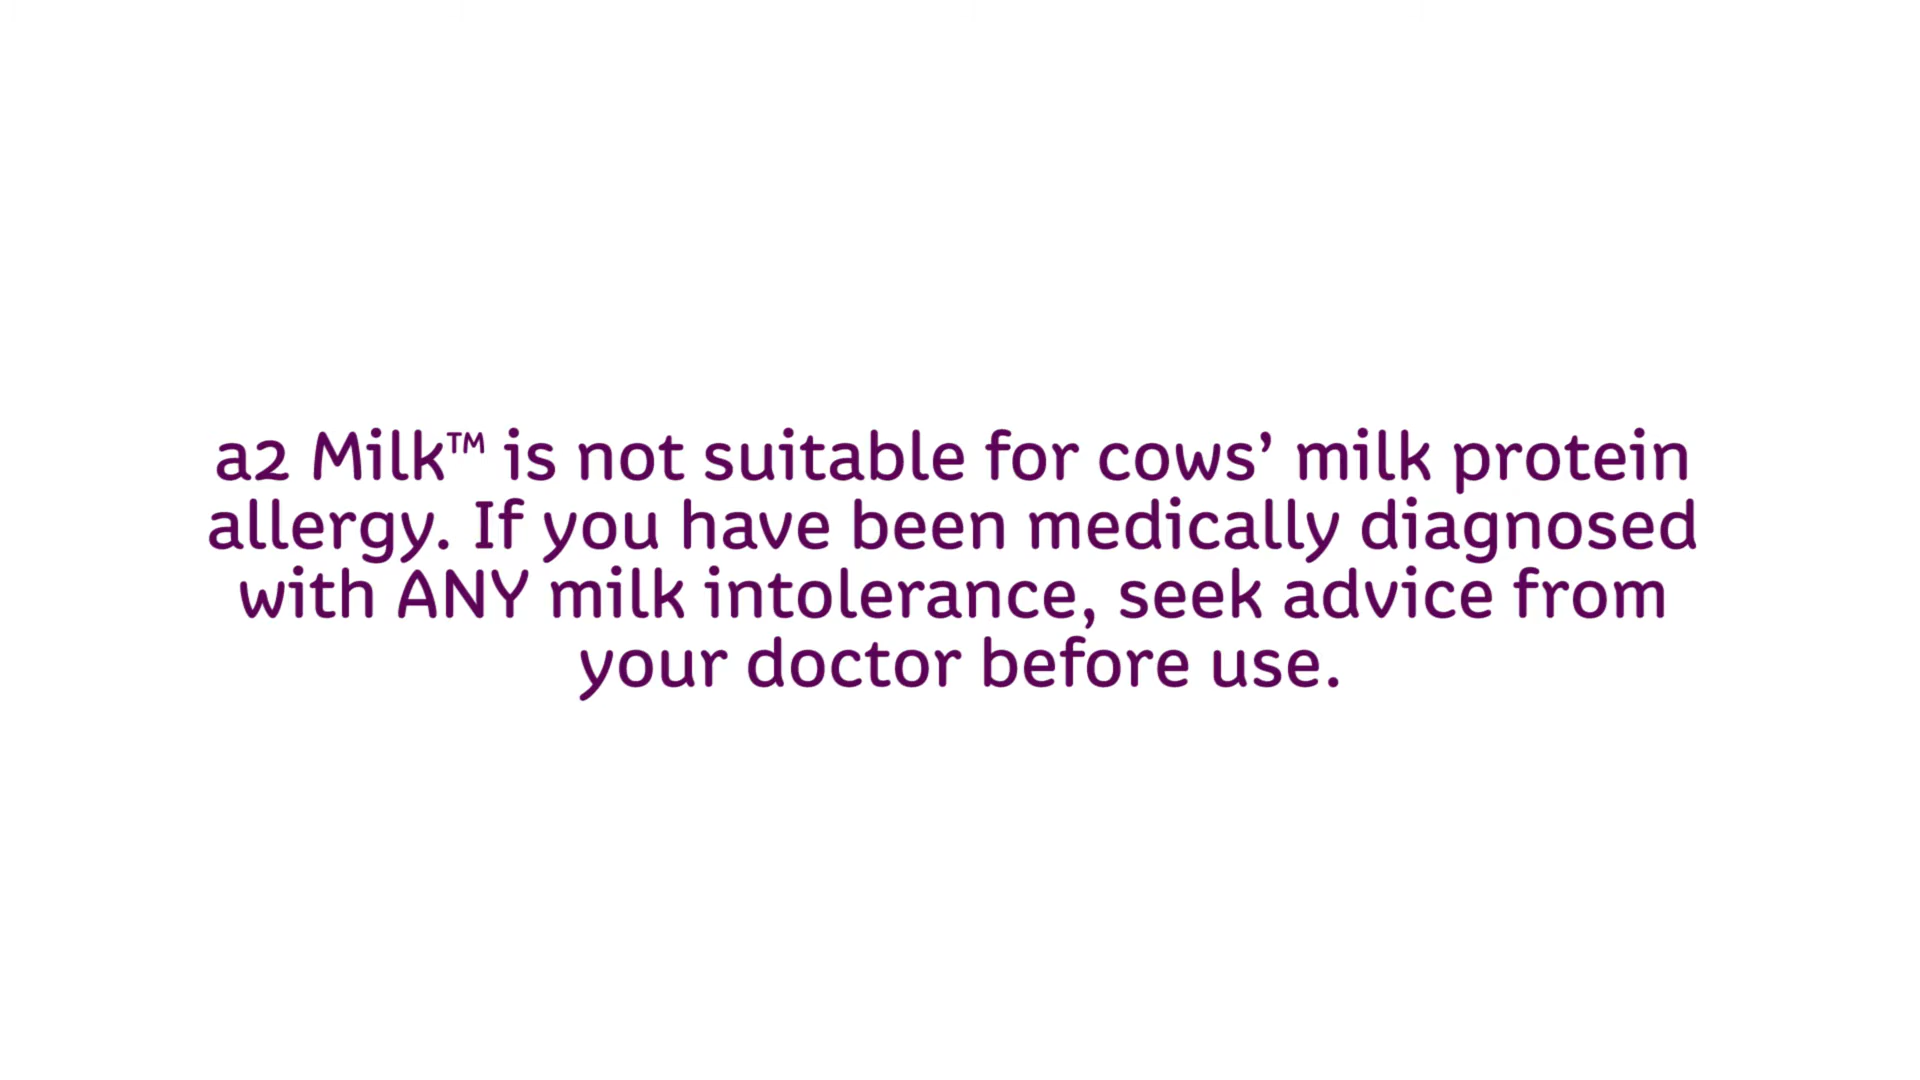 a2 Milk™ is not suitable for cows’ milk protein
allergy. If you have been medically diagnosed
with ANY milk intolerance, seek advice from
your doctor before use.